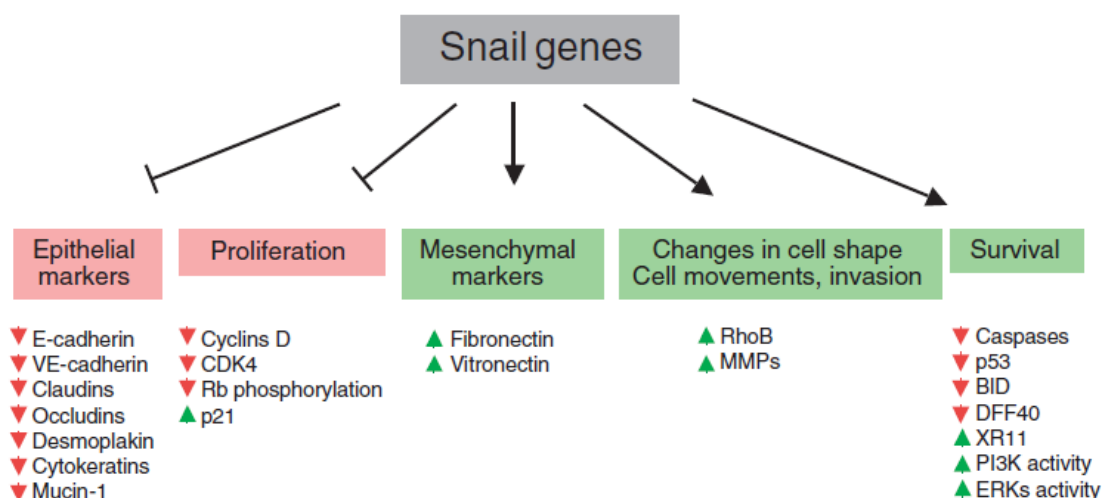 Snail genes
Epithelial
markers
E-cadherin
VE-cadherin
Claudins
Occludins
Desmoplakin
Cytokeratins
Mucin-1
Proliferation
Cyclins D
CDK4
Rb phosphorylation
p21
Mesenchymal
markers
Fibronectin
Vitronectin
Changes in cell shape
Cell movements, invasion
RhoB
MMPs
Survival
Caspases
p53
BID
DFF40
XR11
PI3K activity
ERKs activity